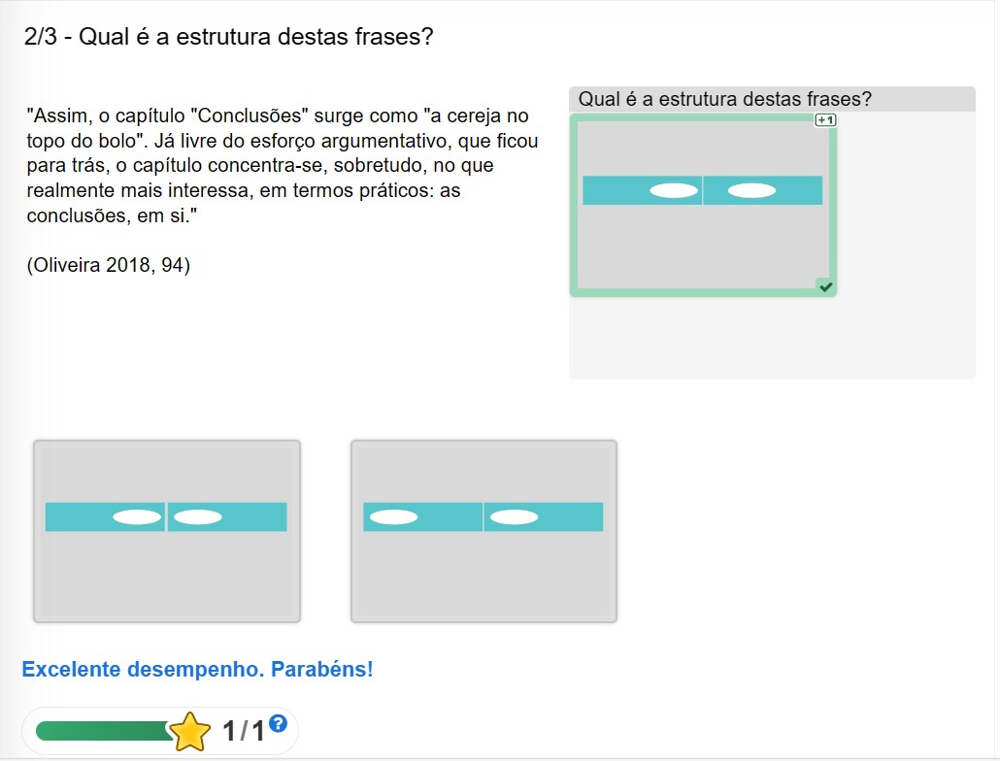 2/3 - Qual é a estrutura destas frases?
"Assim, o capítulo "Conclusões" surge como "a cereja no
topo do bolo". Já livre do esforço argumentativo, que ficou
para trás, o capítulo concentra-se, sobretudo, no que
realmente mais interessa, em termos práticos: as
conclusões, em si."
(Oliveira 2018, 94)
Qual é a estrutura destas frases?
+1
Excelente desempenho. Parabéns!
1/1
?